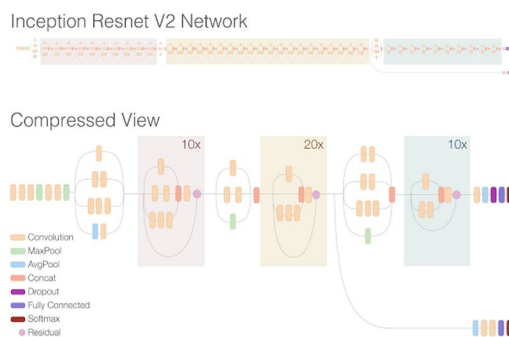 Inception Resnet V2 Network
Compressed View
10x
20x
10x
Convolution
MaxPool
AvgPool
Concat
Dropout
Fully Connected
Softmax
Residual